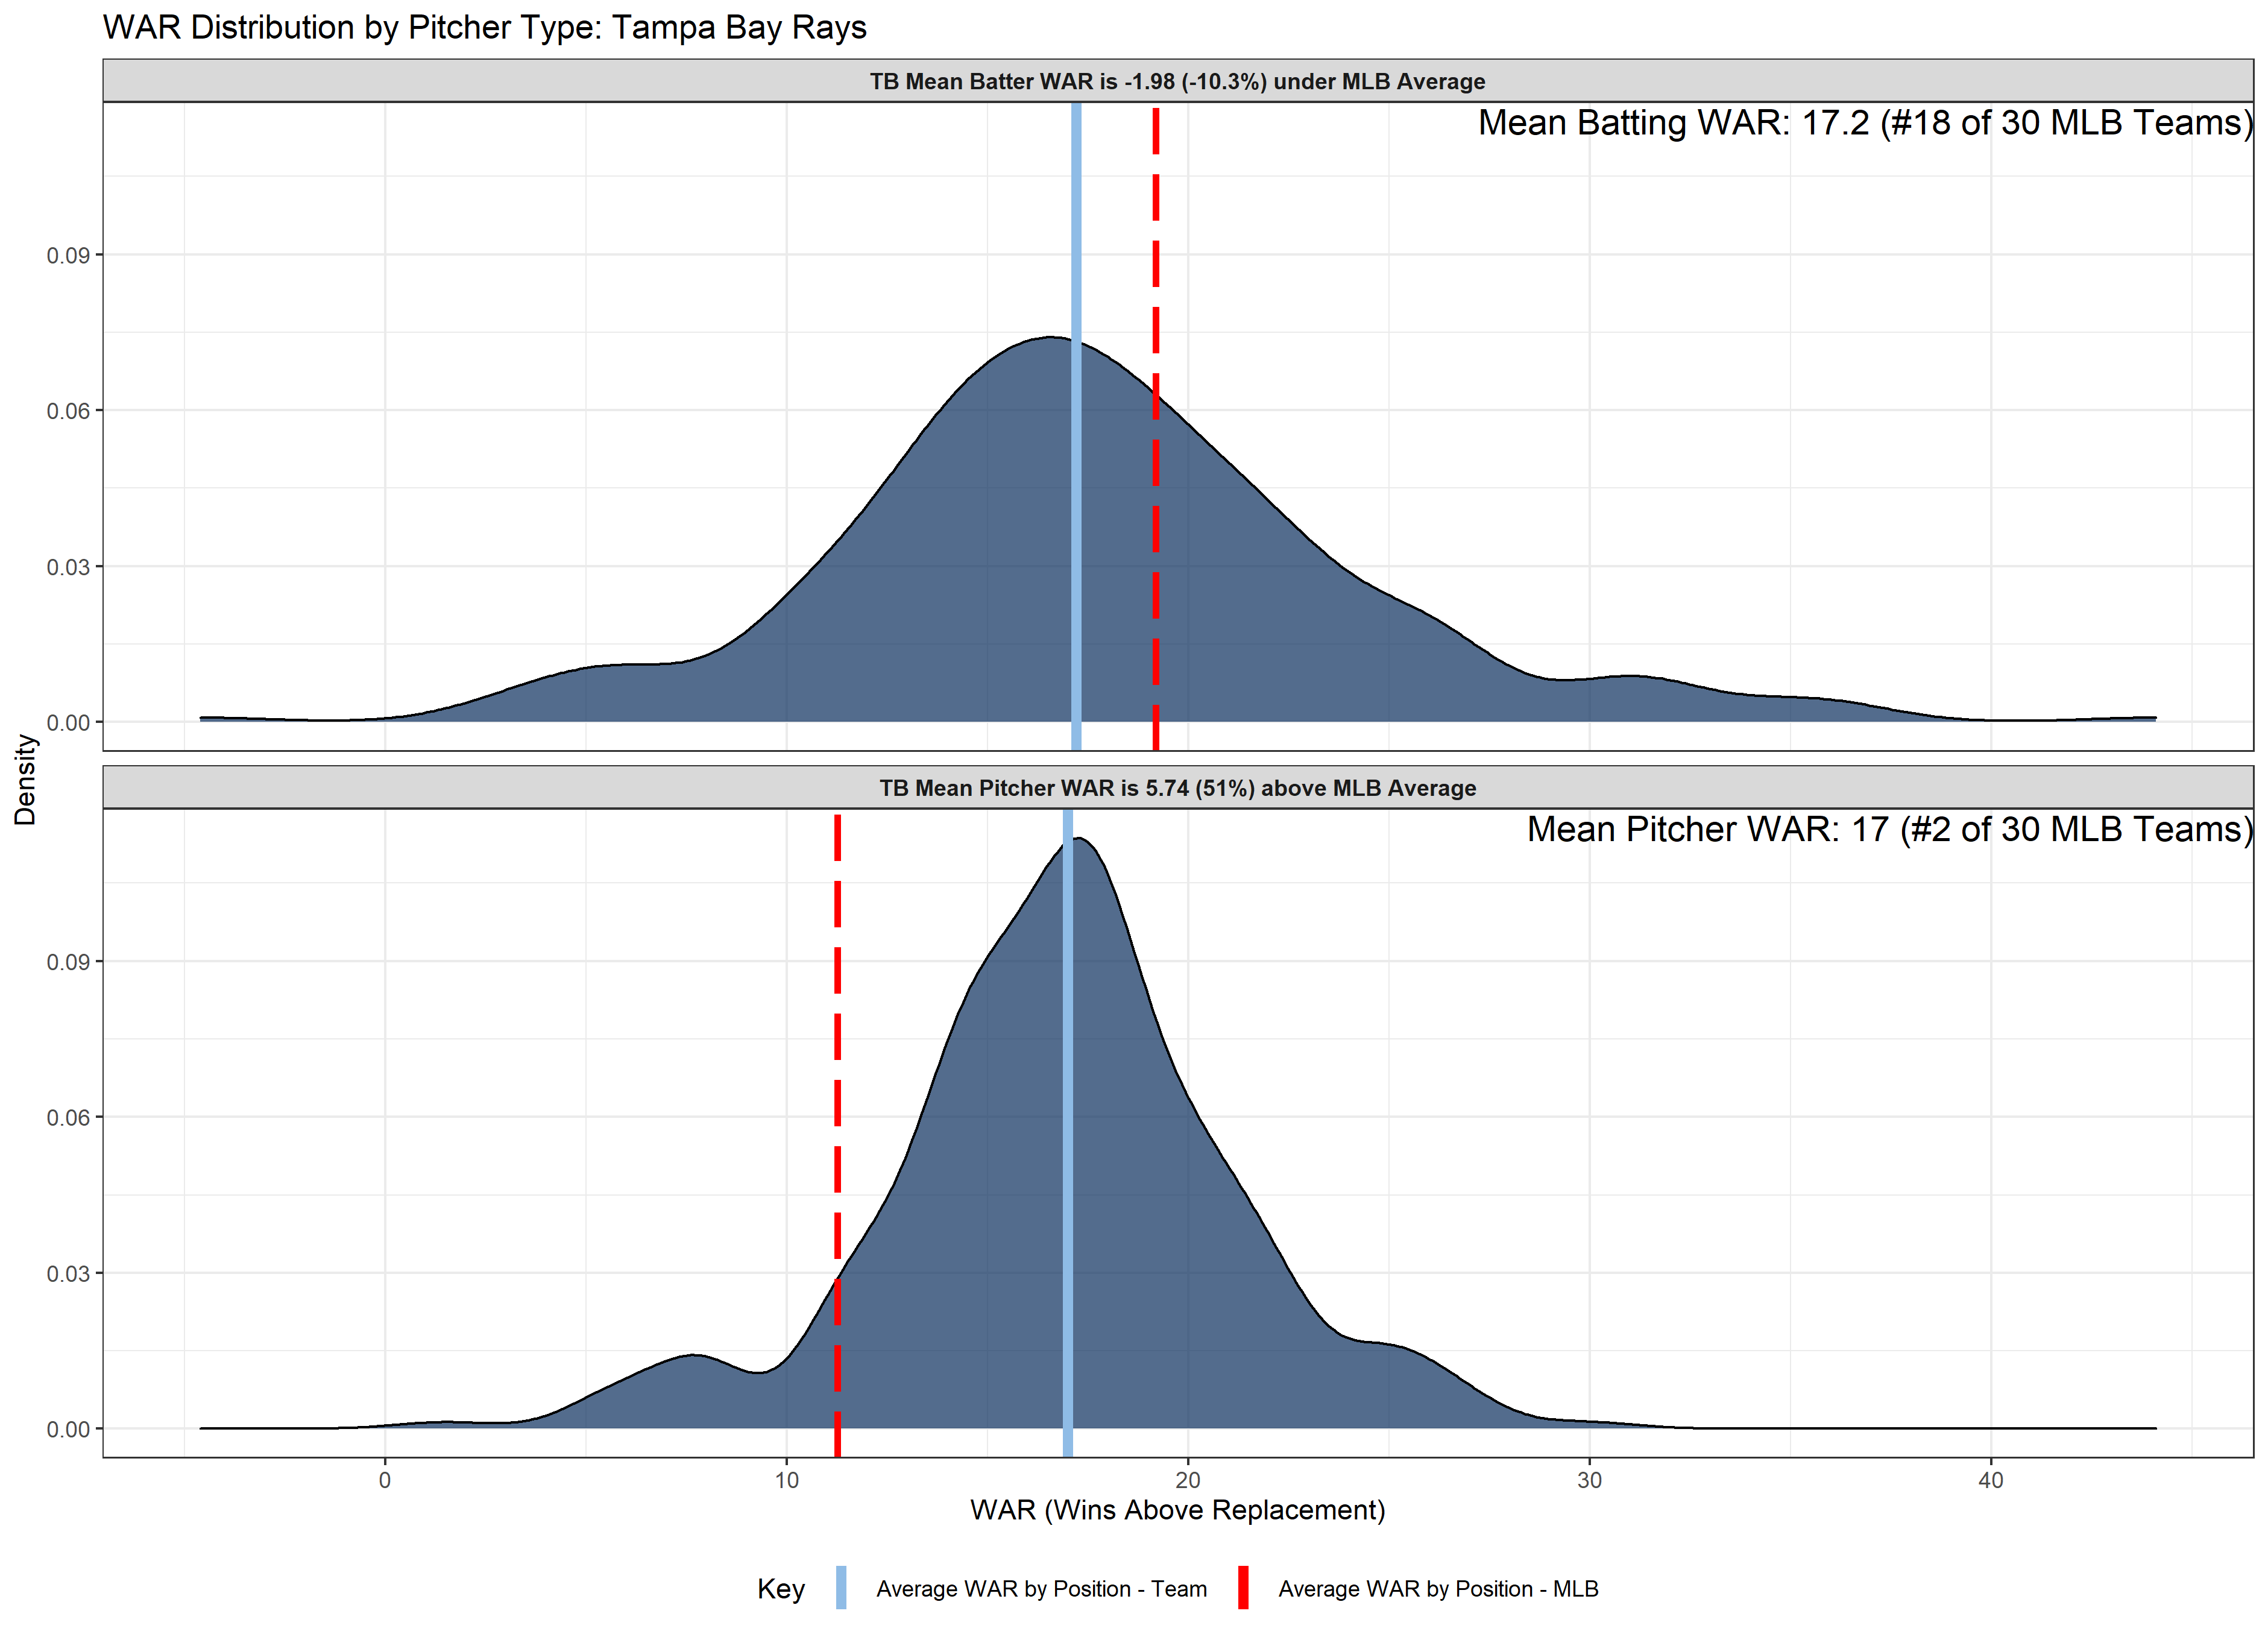 WAR Distribution by Pitcher Type: Tampa Bay Rays
TB Mean Batter WAR is -1.98 (-10.3%) under MLB Average
Mean Batting WAR: 17.2 (#18 of 30 MLB Teams)
0.09
0.06
0.03
0.00
Density
TB Mean Pitcher WAR is 5.74 (51%) above MLB Average
Mean Pitcher WAR: 17 (#2 of 30 MLB Teams)
0.09
0.06
0.03
0.00
0 10 20 30 40
WAR (Wins Above Replacement)
Key Average WAR by Position - Team Average WAR by Position - MLB